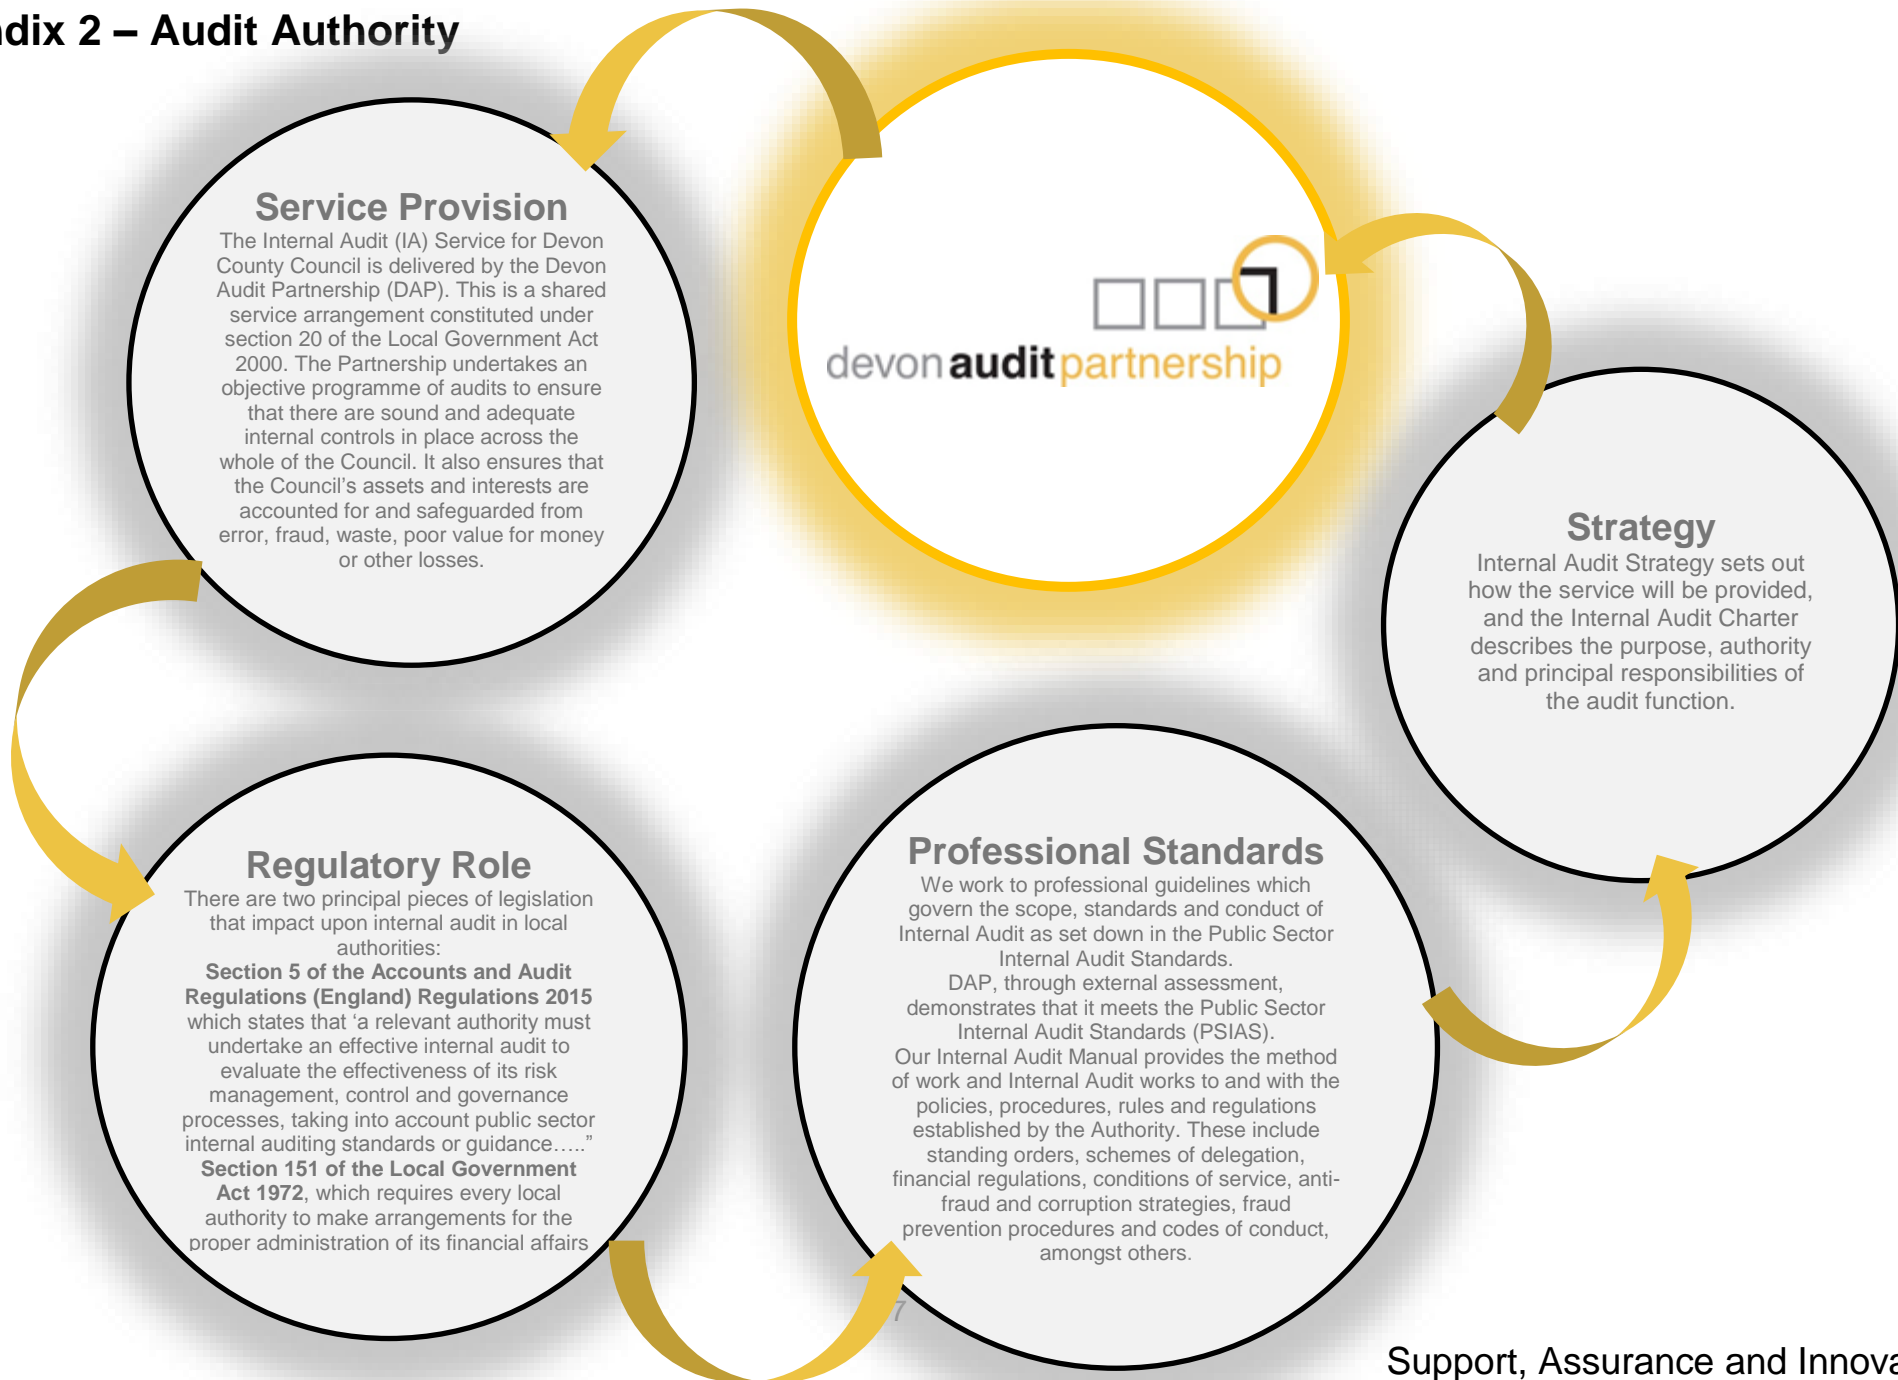 ndix 2 – Audit Authority
Service Provision
The Internal Audit (IA) Service for Devon
County Council is delivered by the Devon
Audit Partnership (DAP). This is a shared
service arrangement constituted under
section 20 of the Local Government Act
2000. The Partnership undertakes an
objective programme of audits to ensure
that there are sound and adequate
internal controls in place across the
whole of the Council. It also ensures that
the Council’s assets and interests are
accounted for and safeguarded from
error, fraud, waste, poor value for money
or other losses.
devonauditpartnership
Strategy
Internal Audit Strategy sets out
how the service will be provided,
and the Internal Audit Charter
describes the purpose, authority
and principal responsibilities of
the audit function.
Regulatory Role
There are two principal pieces of legislation
that impact upon internal audit in local
authorities:
Section 5 of the Accounts and Audit
Regulations (England) Regulations 2015
which states that ‘a relevant authority must
undertake an effective internal audit to
evaluate the effectiveness of its risk
management, control and governance
processes, taking into account public sector
internal auditing standards or guidance…..”
Section 151 of the Local Government
Act 1972, which requires every local
authority to make arrangements for the
proper administration of its financial affairs
Professional Standards
We work to professional guidelines which
govern the scope, standards and conduct of
Internal Audit as set down in the Public Sector
Internal Audit Standards.
DAP, through external assessment,
demonstrates that it meets the Public Sector
Internal Audit Standards (PSIAS).
Our Internal Audit Manual provides the method
of work and Internal Audit works to and with the
policies, procedures, rules and regulations
established by the Authority. These include
standing orders, schemes of delegation,
financial regulations, conditions of service, anti-
fraud and corruption strategies, fraud
prevention procedures and codes of conduct,
amongst others.
7
Support, Assurance and Innova